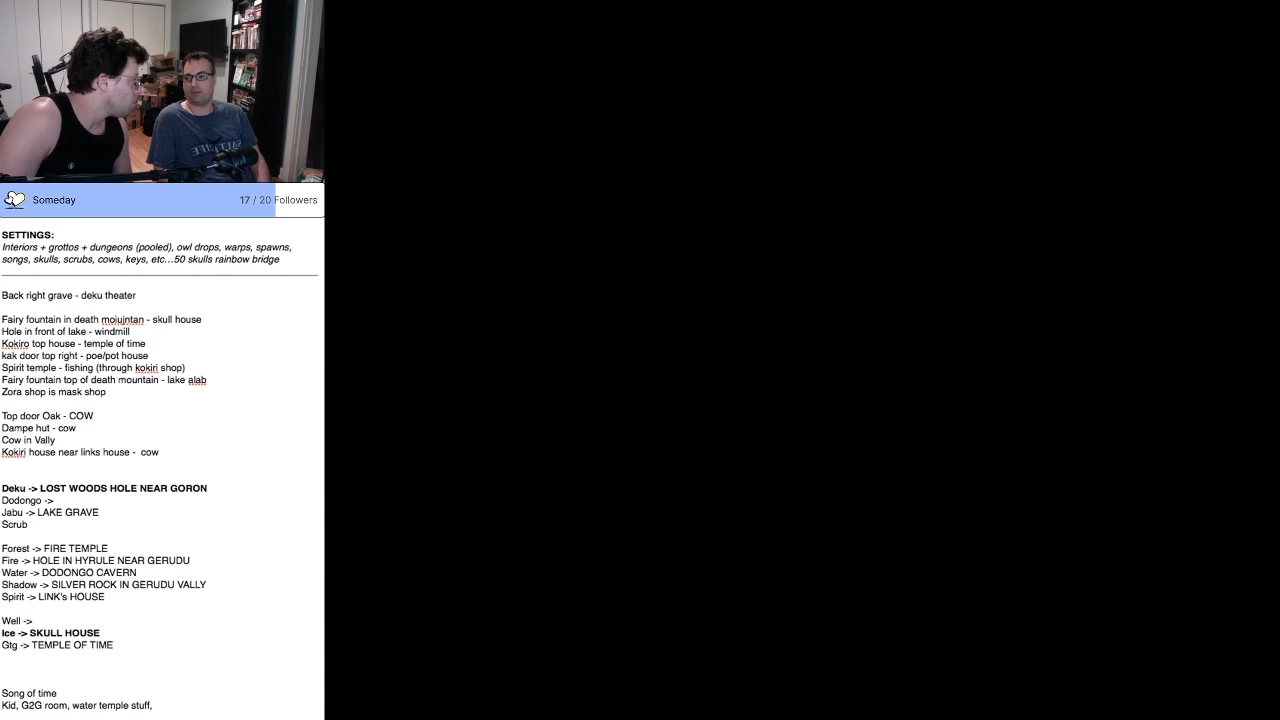 Someday
17 / 20 Followers
SETTINGS:
Interiors + grottos + dungeons (pooled), owl drops, warps, spawns,
songs, skulls, scrubs, cows, keys, etc...50 skulls rainbow bridge
Back right grave - deku theater
Fairy fountain in death moiujntan - skull house
Hole in front of lake - windmill
Kokiro top house - temple of time
kak door top right - poe/pot house
Spirit temple - fishing (through kokiri shop)
Fairy fountain top of death mountain - lake alab
Zora shop is mask shop
Top door Oak - COW
Dampe hut - cow
Cow in Vally
Kokiri house near links house -  cow
Deku -> LOST WOODS HOLE NEAR GORON
Dodongo ->
Jabu -> LAKE GRAVE
Scrub
Forest -> FIRE TEMPLE
Fire -> HOLE IN HYRULE NEAR GERUDU
Water -> DODONGO CAVERN
Shadow -> SILVER ROCK IN GERUDU VALLY
Spirit -> LINK's HOUSE
Well ->
Ice -> SKULL HOUSE
Gtg -> TEMPLE OF TIME
Song of time
Kid, G2G room, water temple stuff,